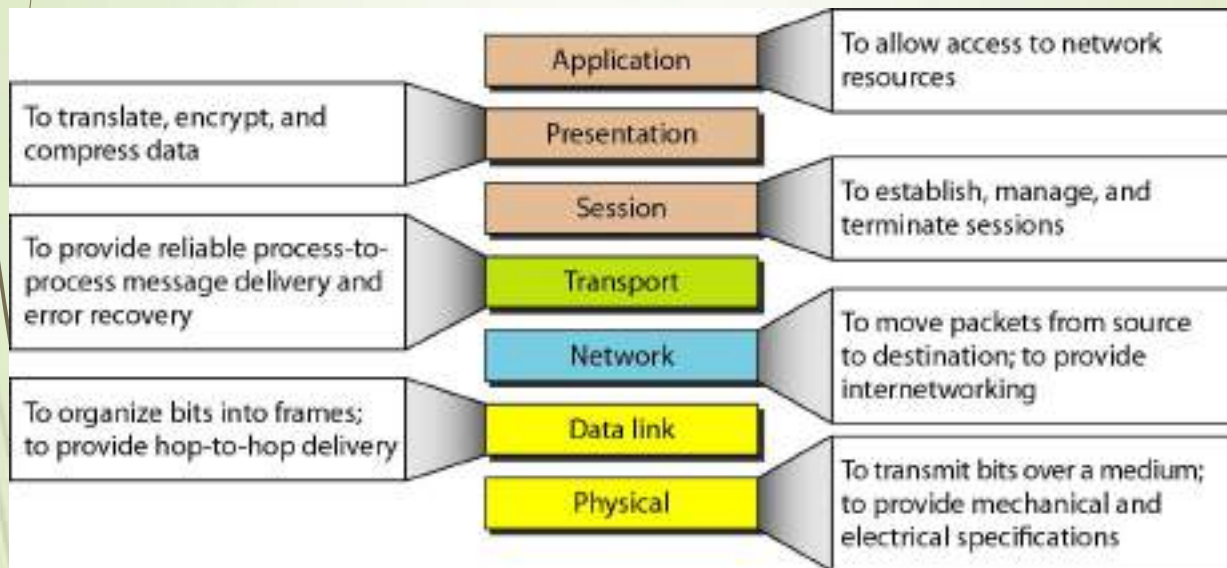 Application
To allow access to network
resources
To translate, encrypt, and
compress data
Presentation
Session
To establish, manage, and
terminate sessions
To provide reliable process-to-
process message delivery and
error recovery
Transport
Network
To move packets from source
to destination; to provide
internetworking
To organize bits into frames;
to provide hop-to-hop delivery
Data link
Physical
To transmit bits over a medium;
to provide mechanical and
electrical specifications